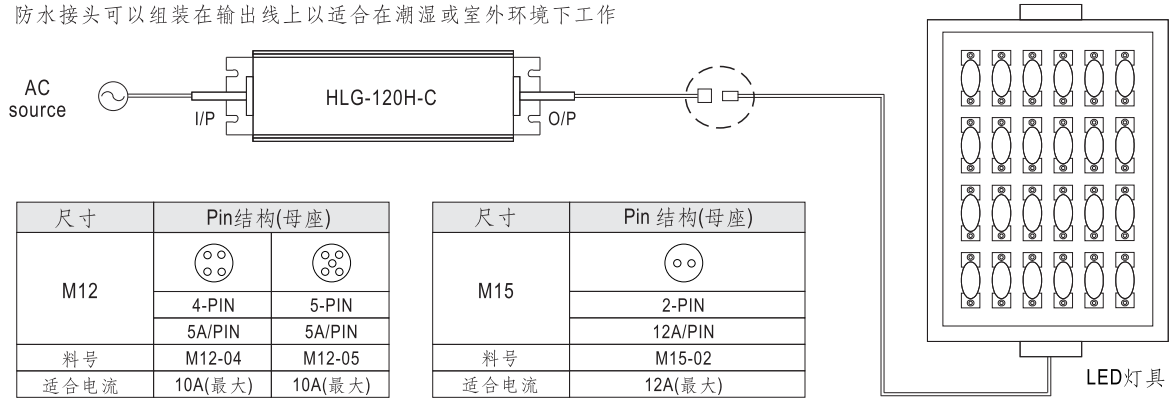 防水接头可以组装在输出线上以适合在潮湿或室外环境下工作
AC
source
I/P
HLG-120H-C
O/P
尺寸 Pin结构(母座)
M12
4-PIN 5-PIN
5A/PIN 5A/PIN
料号 M12-04 M12-05
适合电流 10A(最大) 10A(最大)
尺寸 Pin 结构(母座)
M15
2-PIN
12A/PIN
料号 M15-02
适合电流 12A(最大)
LED灯具